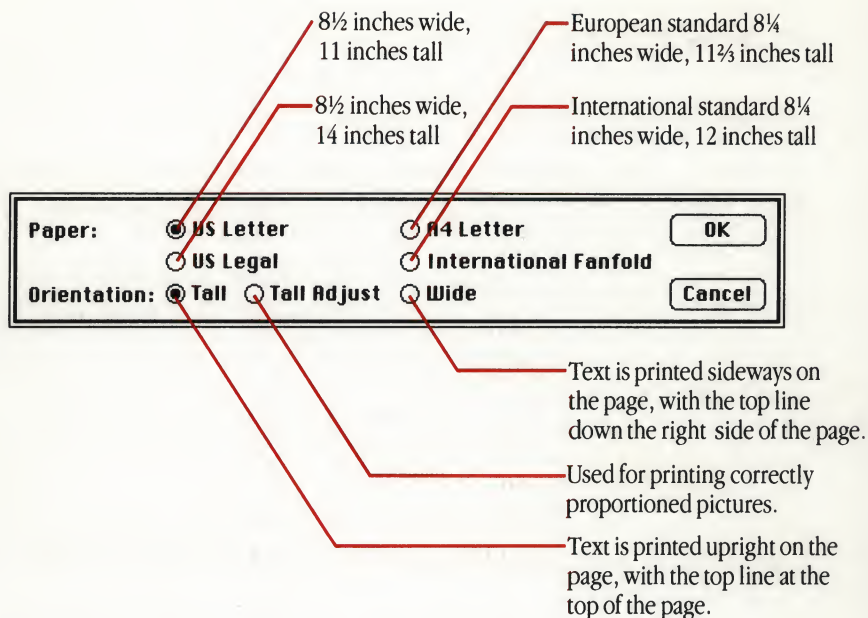 8½ inches wide,
11 inches tall
European standard 8¼
inches wide, 11⅔ inches tall
8½ inches wide,
14 inches tall
International standard 8¼
inches wide, 12 inches tall
Paper: US Letter A4 Letter OK
US Legal International Fanfold
Orientation: Tall Tall Adjust Wide Cancel
Text is printed sideways on
the page, with the top line
down the right side of the page.
Used for printing correctly
proportioned pictures.
Text is printed upright on the
page, with the top line at the
top of the page.